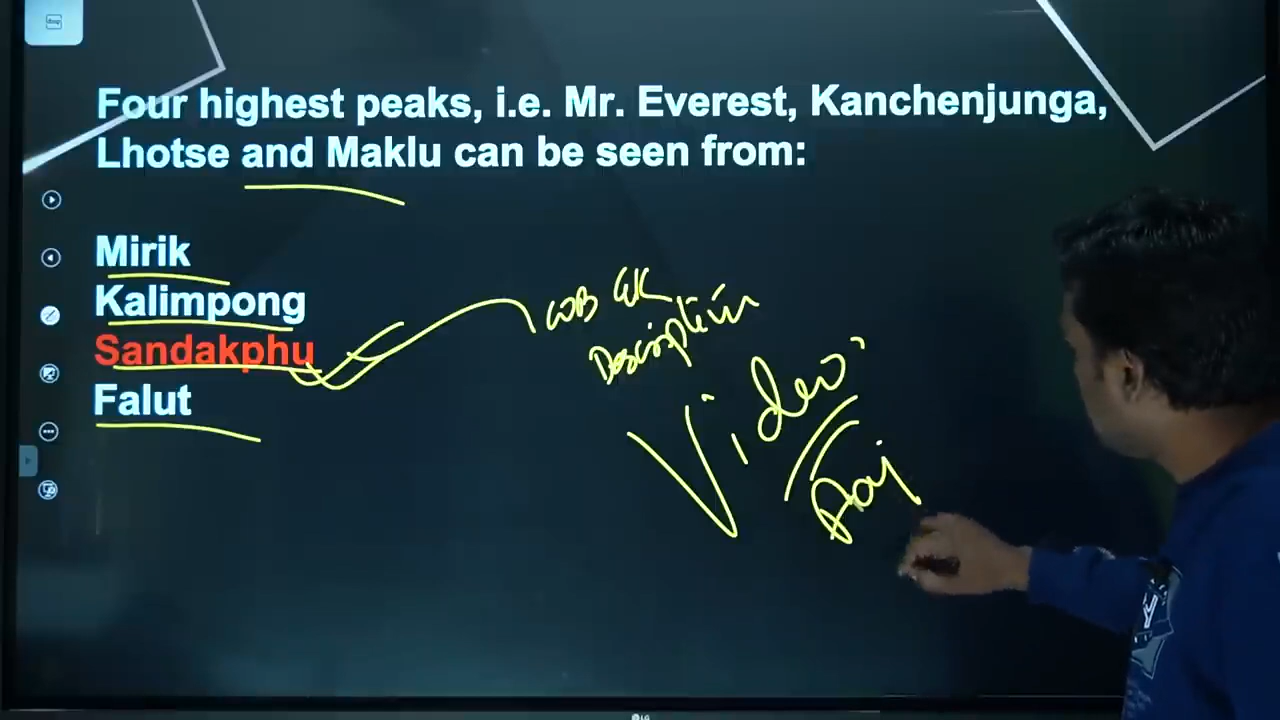 Four highest peaks, i.e. Mr. Everest, Kanchenjunga,
Lhotse and Maklu can be seen from:
Mirik
Kalimpong
Sandakphu
Falut
WB GK
Description
Video
LG